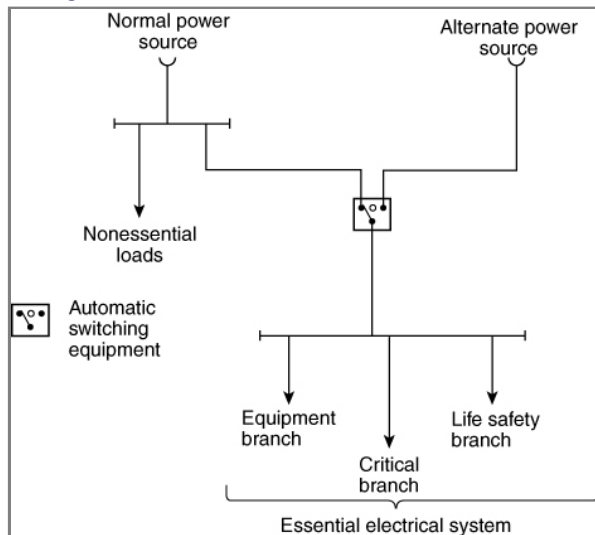 Normal power
source
Alternate power
source
Nonessential
loads
Automatic
switching
equipment
Equipment
branch
Critical
branch
Life safety
branch
Essential electrical system